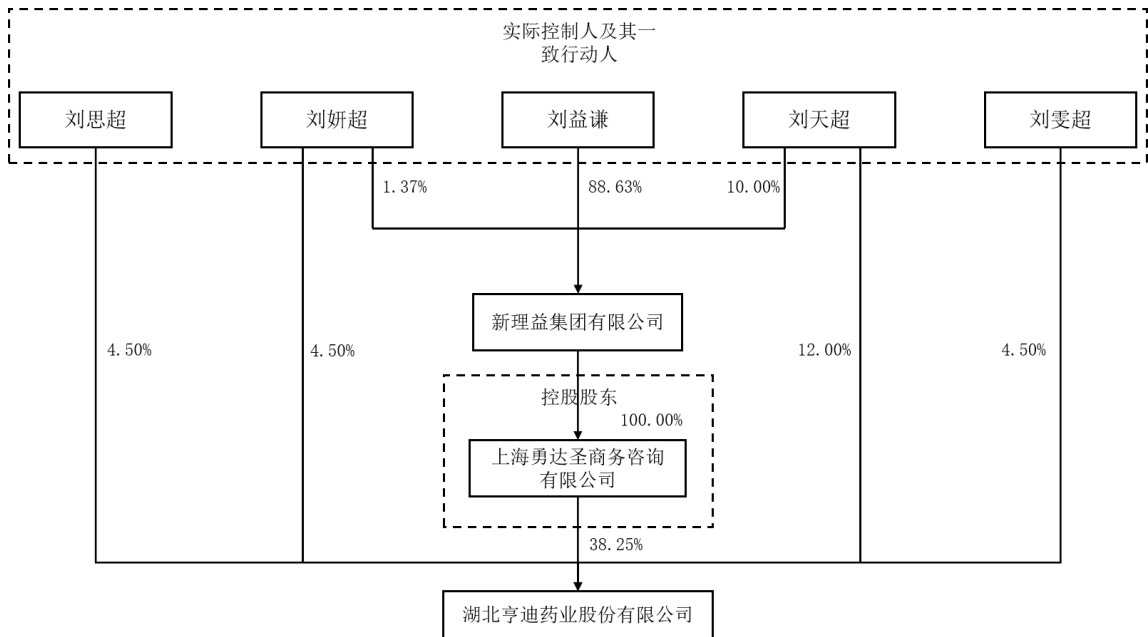 实际控制人及其一
致行动人
刘思超
刘妍超
刘益谦
刘天超
刘雯超
1.37%
88.63%
10.00%
新理益集团有限公司
4.50%
4.50%
12.00%
4.50%
控股股东
100.00%
上海勇达圣商务咨询
有限公司
38.25%
湖北亨迪药业股份有限公司